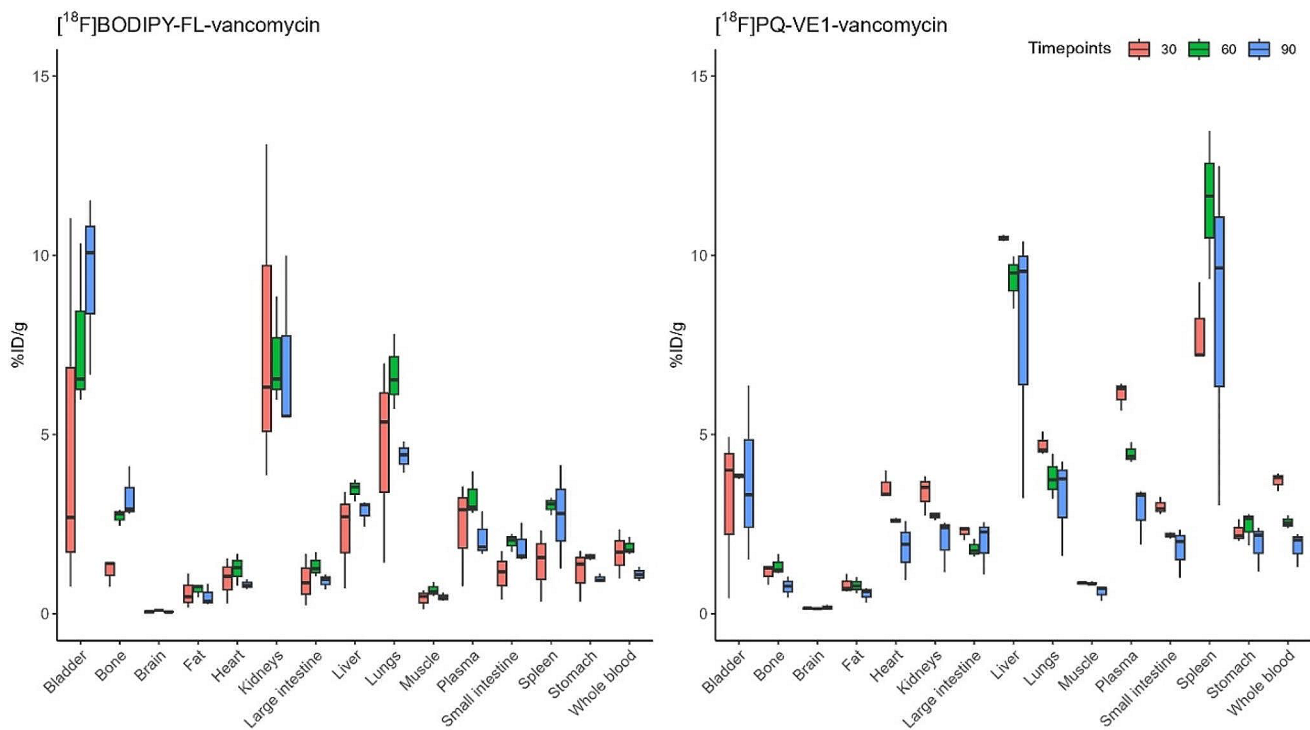 [¹⁸F]BODIPY-FL-vancomycin
%ID/g
15
10
5
0
Bladder
Bone
Brain
Fat
Heart
Kidneys
Large intestine
Liver
Lungs
Muscle
Plasma
Small intestine
Spleen
Stomach
Whole blood
[¹⁸F]PQ-VE1-vancomycin
Timepoints 30 60 90
%ID/g
15
10
5
0
Bladder
Bone
Brain
Fat
Heart
Kidneys
Large intestine
Liver
Lungs
Muscle
Plasma
Small intestine
Spleen
Stomach
Whole blood